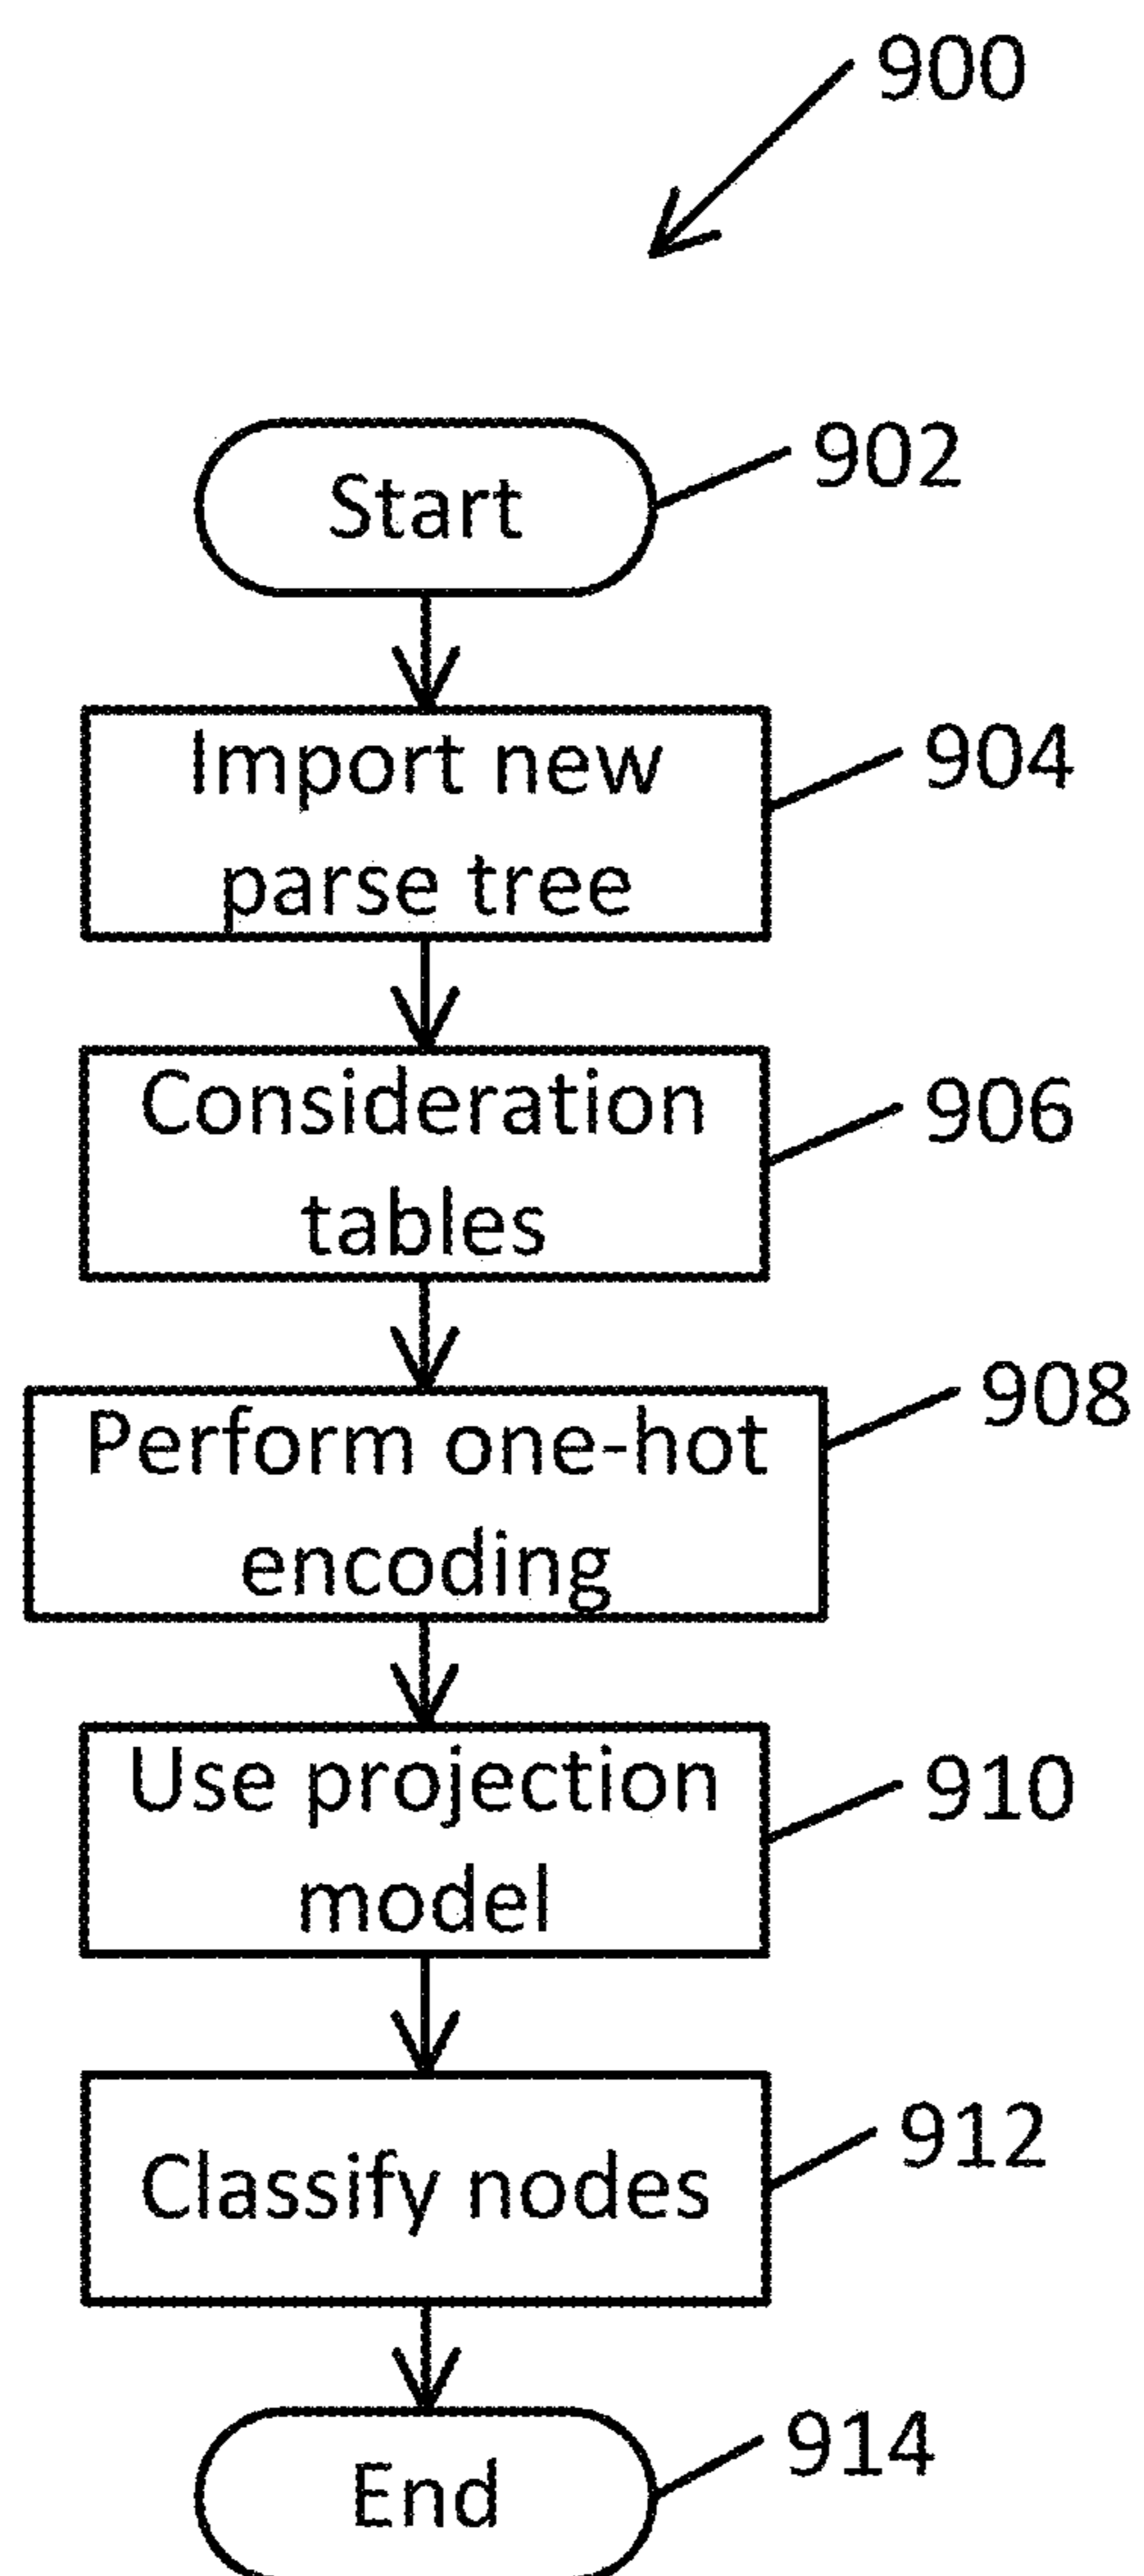 900
Start
902
Import new
parse tree
904
Consideration
tables
906
Perform one-hot
encoding
908
Use projection
model
910
Classify nodes
912
End
914